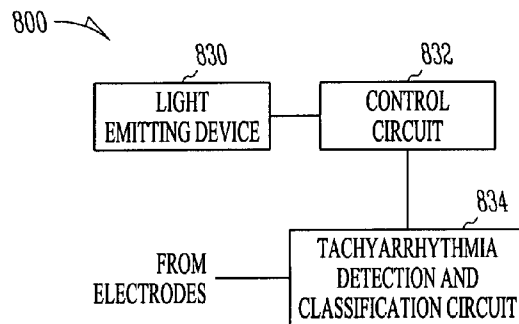 800
830
832
LIGHT
EMITTING DEVICE
CONTROL
CIRCUIT
834
FROM
ELECTRODES
TACHYARRHYTHMIA
DETECTION AND
CLASSIFICATION CIRCUIT